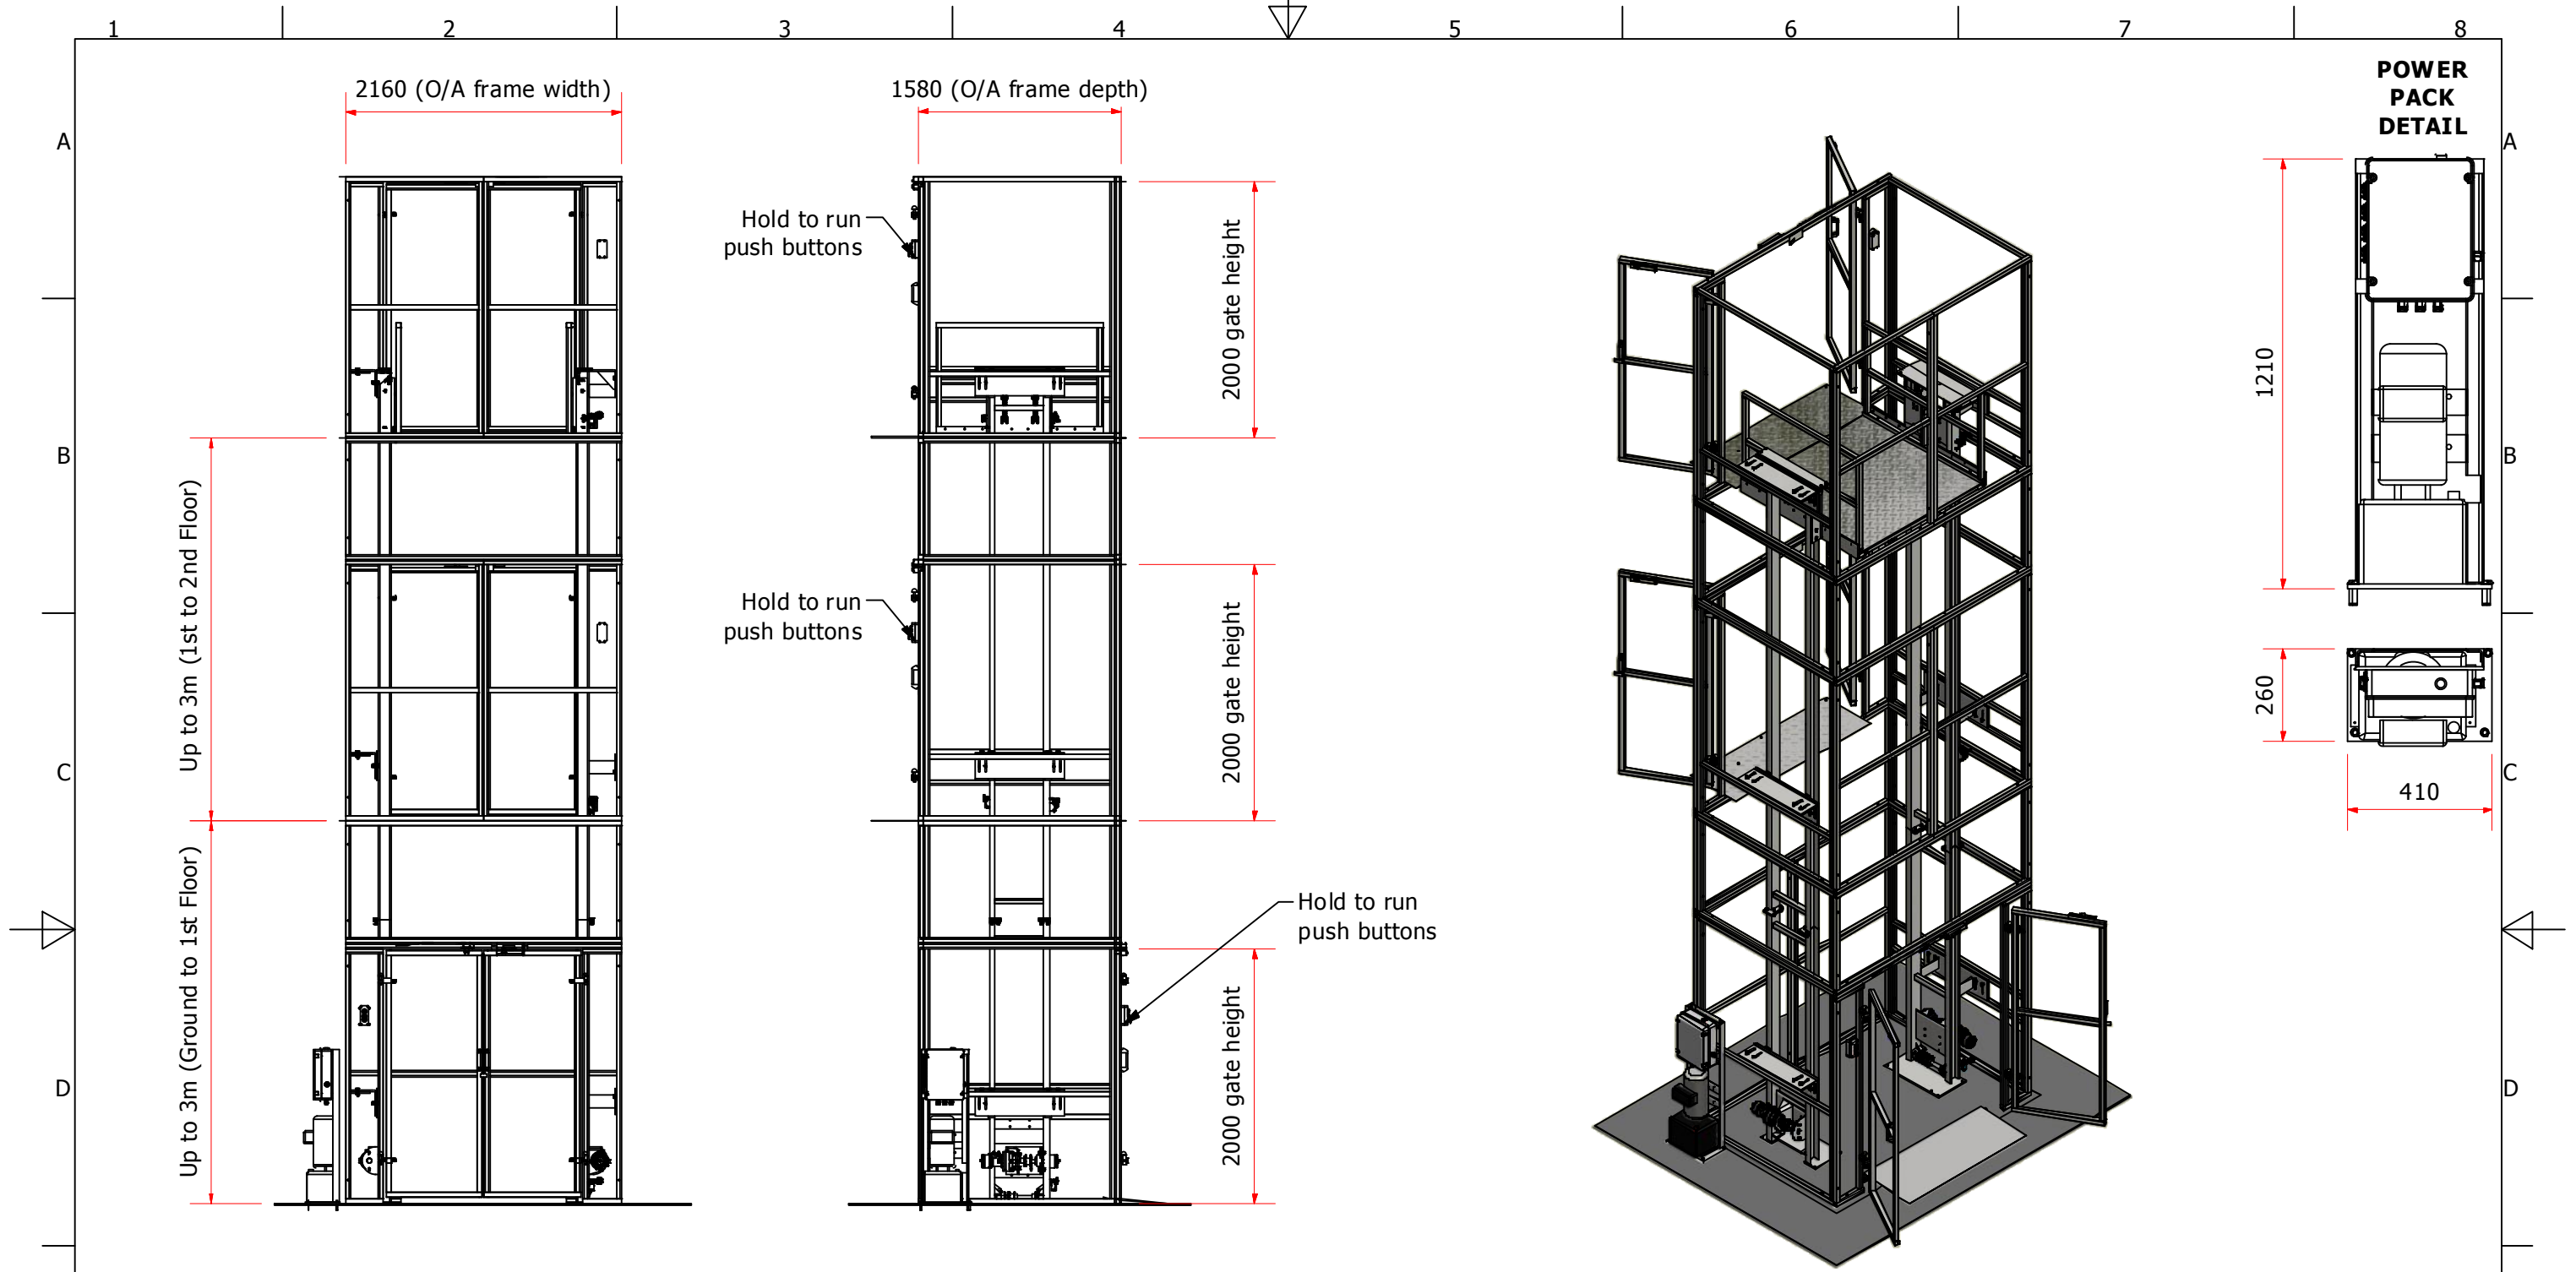 1 2 3 4 5 6 7 8
A
B
C
D
2160 (O/A frame width)
1580 (O/A frame depth)
Hold to run
push buttons
2000 gate height
Up to 3m (1st to 2nd Floor)
Hold to run
push buttons
2000 gate height
Up to 3m (Ground to 1st Floor)
Hold to run
push buttons
2000 gate height
POWER
PACK
DETAIL
1210
260
410
A
B
C
D